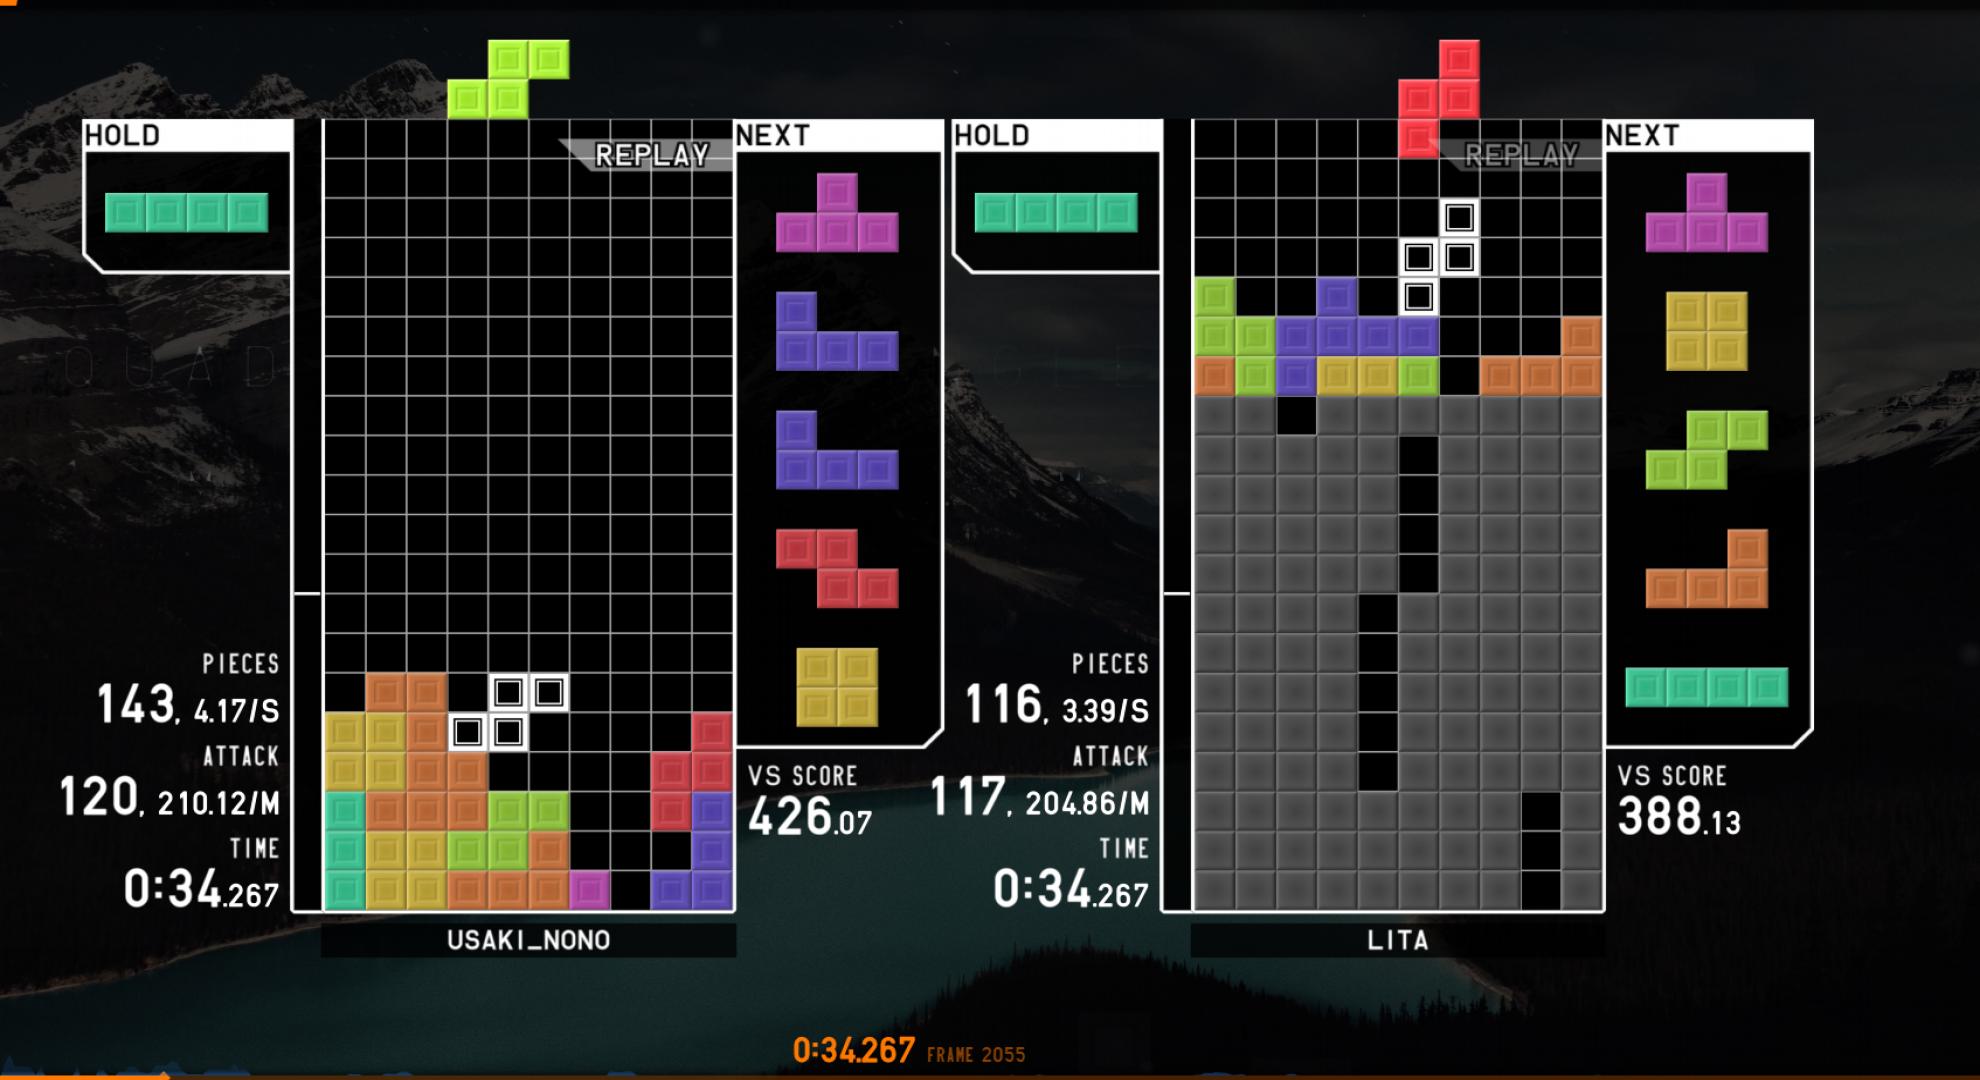 HOLD
REPLAY
NEXT
PIECES
143, 4.17/S
ATTACK
120, 210.12/M
TIME
0:34.267
VS SCORE
426.07
USAKI_NONO
HOLD
REPLAY
NEXT
PIECES
116, 3.39/S
ATTACK
117, 204.86/M
TIME
0:34.267
VS SCORE
388.13
LITA
0:34.267 FRAME 2055